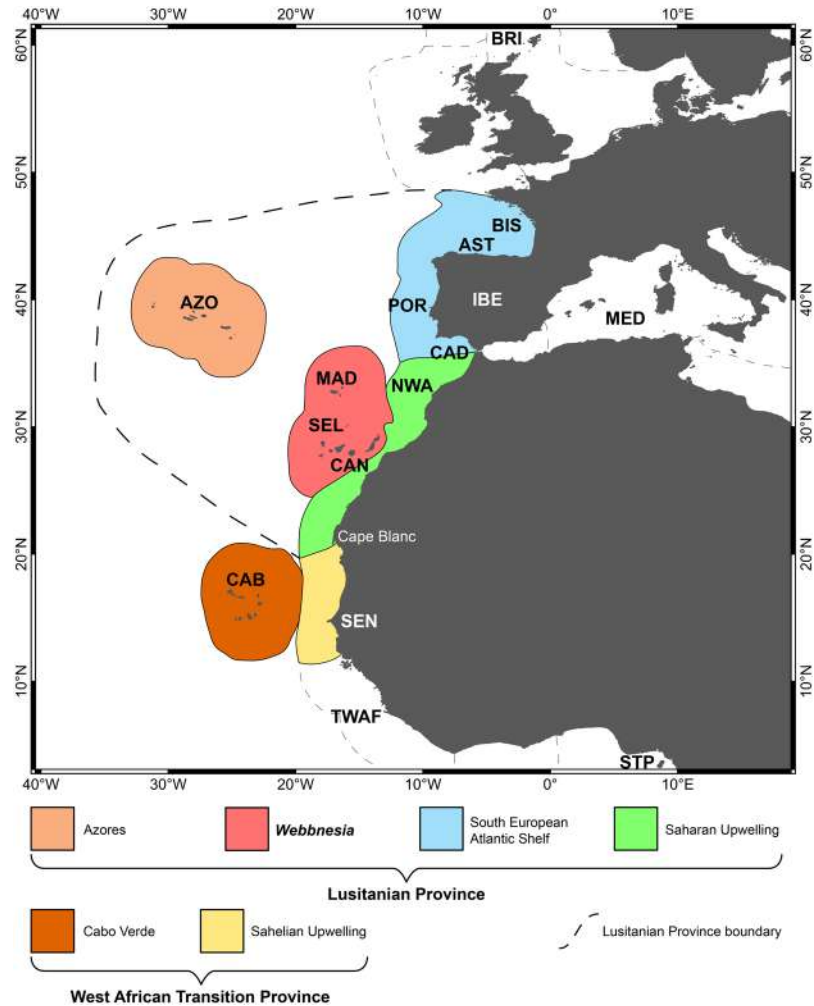 40°W 30°W 20°W 10°W 0° 10°E
60°N 60°N
BRI
50°N 50°N
BIS
AST
AZO
40°N 40°N
POR
IBE
MED
CAD
MAD
NWA
SEL
30°N 30°N
CAN
Cape Blanc
20°N 20°N
CAB
SEN
10°N 10°N
TWAF
STP
40°W 30°W 20°W 10°W 0° 10°E
Azores
Webbnesia
South European
Atlantic Shelf
Saharan Upwelling
Lusitanian Province
Cabo Verde
Sahelian Upwelling
Lusitanian Province boundary
West African Transition Province